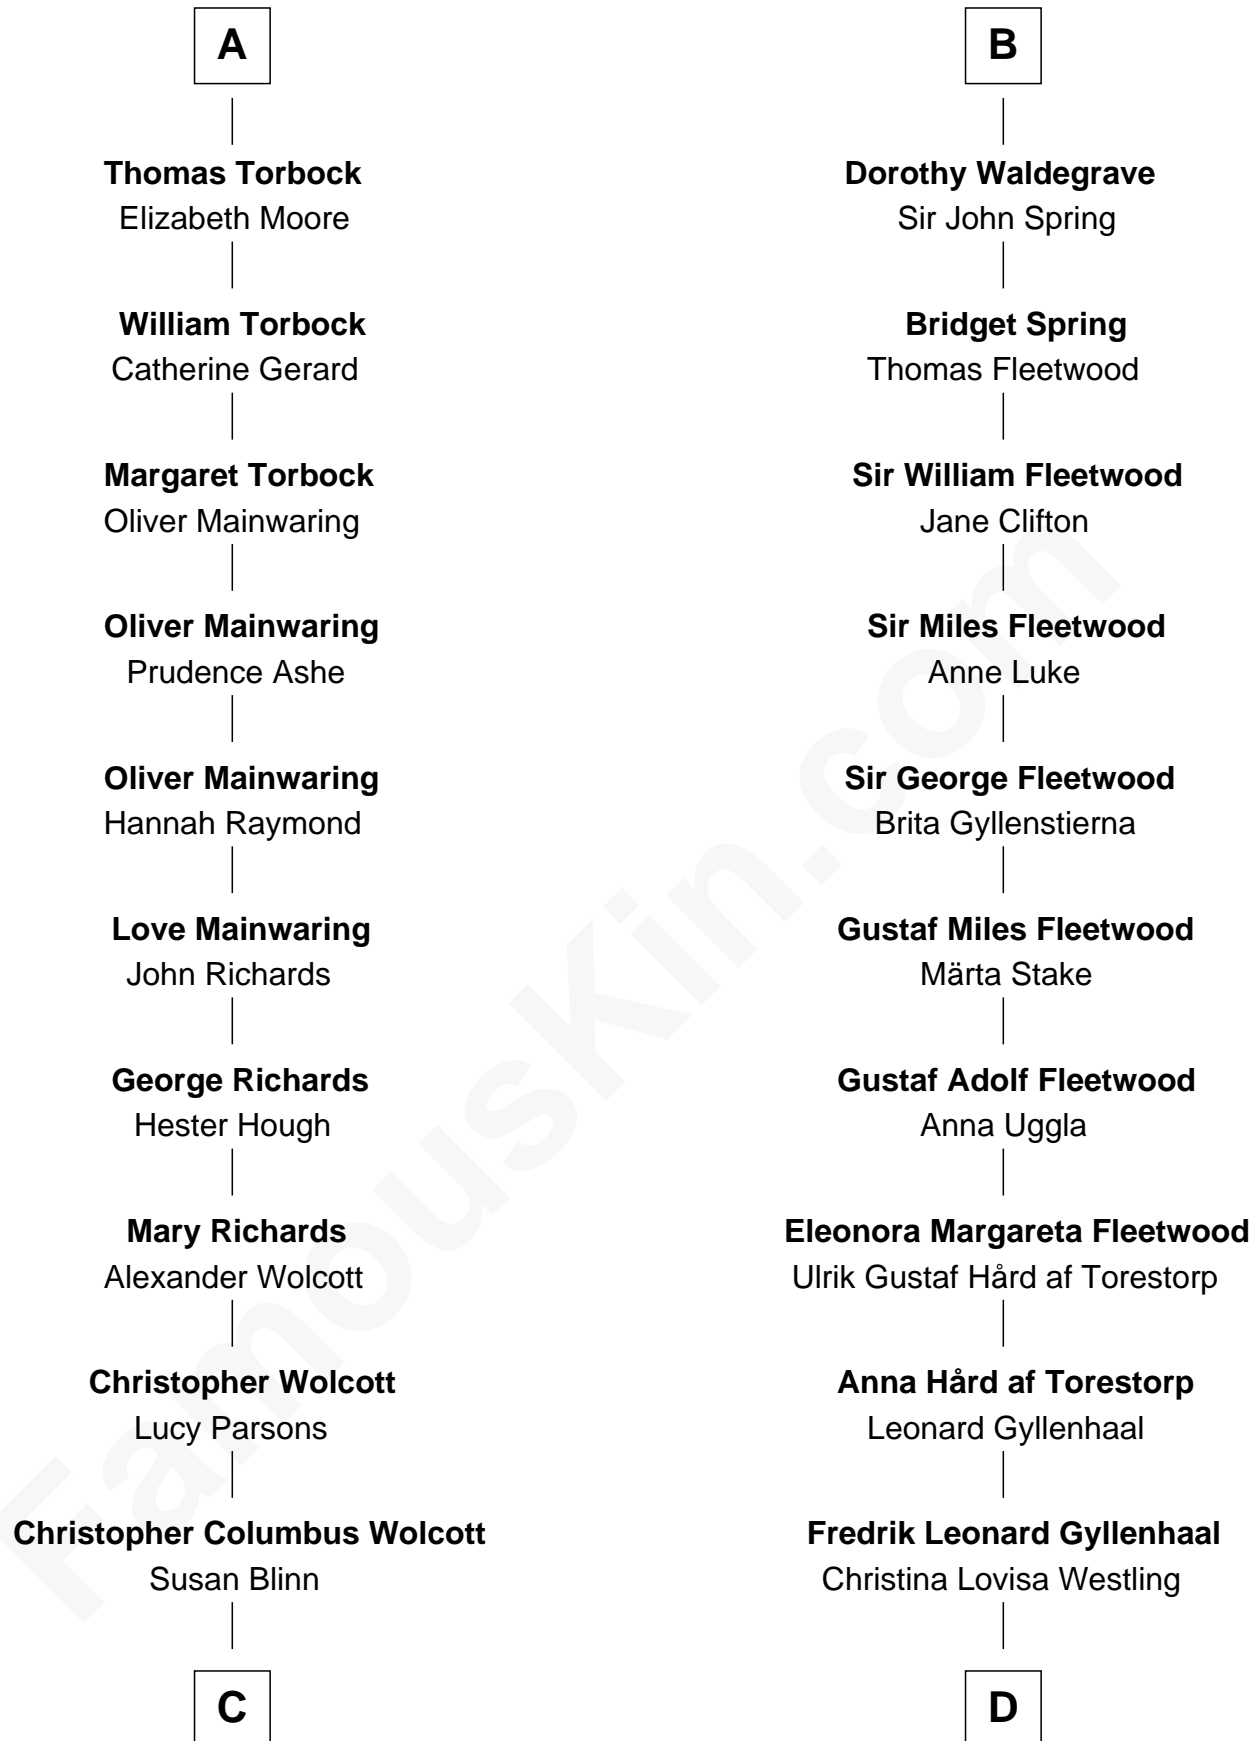 A
Thomas Torbock
Elizabeth Moore
William Torbock
Catherine Gerard
Margaret Torbock
Oliver Mainwaring
Oliver Mainwaring
Prudence Ashe
Oliver Mainwaring
Hannah Raymond
Love Mainwaring
John Richards
George Richards
Hester Hough
Mary Richards
Alexander Wolcott
Christopher Wolcott
Lucy Parsons
Christopher Columbus Wolcott
Susan Blinn
C
B
Dorothy Waldegrave
Sir John Spring
Bridget Spring
Thomas Fleetwood
Sir William Fleetwood
Jane Clifton
Sir Miles Fleetwood
Anne Luke
Sir George Fleetwood
Brita Gyllenstierna
Gustaf Miles Fleetwood
Märta Stake
Gustaf Adolf Fleetwood
Anna Uggla
Eleonora Margareta Fleetwood
Ulrik Gustaf Hård af Torestorp
Anna Hård af Torestorp
Leonard Gyllenhaal
Fredrik Leonard Gyllenhaal
Christina Lovisa Westling
D
FamousKin.com